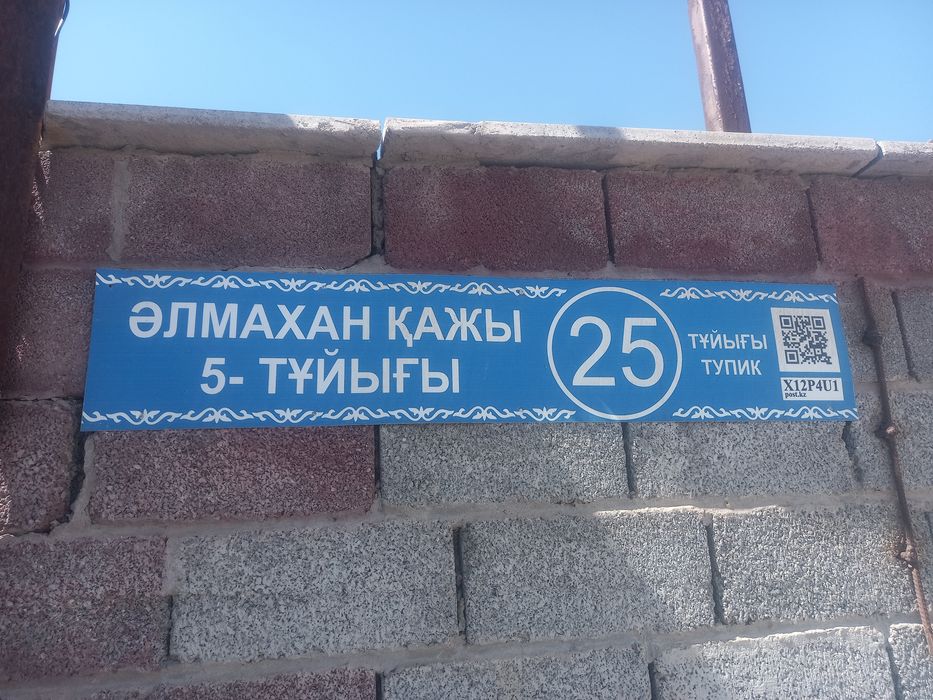 ӘЛМАХАН ҚАЖЫ
5- ТҰЙЫҒЫ
25
ТҰЙЫҒЫ
ТУПИК
X12P4U1
post.kz